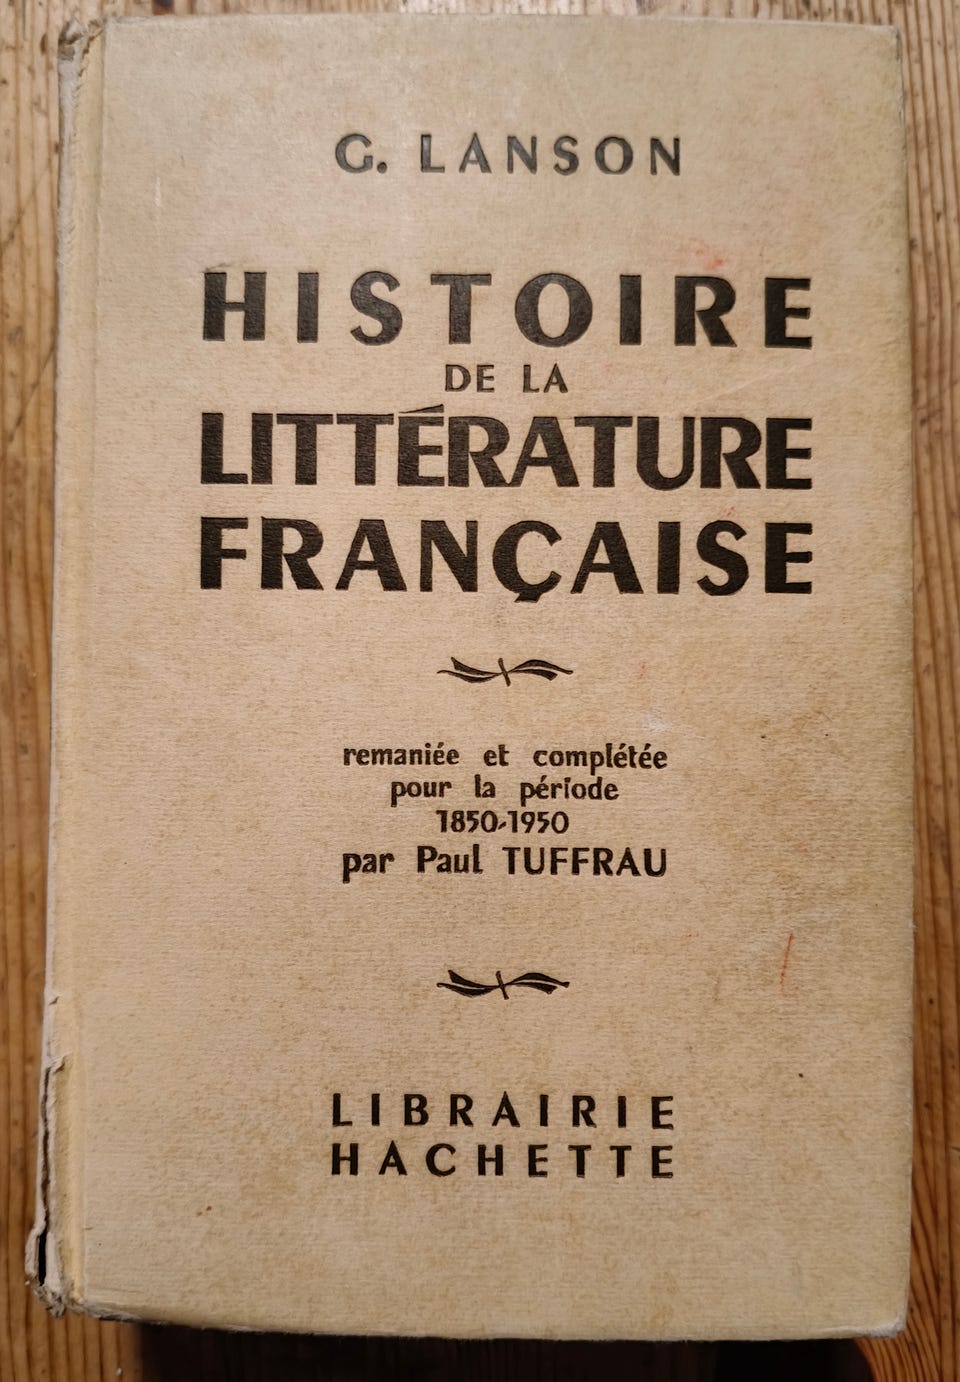 G. LANSON
HISTOIRE
DE LA
LITTÉRATURE
FRANÇAISE
remaniée et complétée
pour la période
1850-1950
par Paul TUFFRAU
LIBRAIRIE
HACHETTE